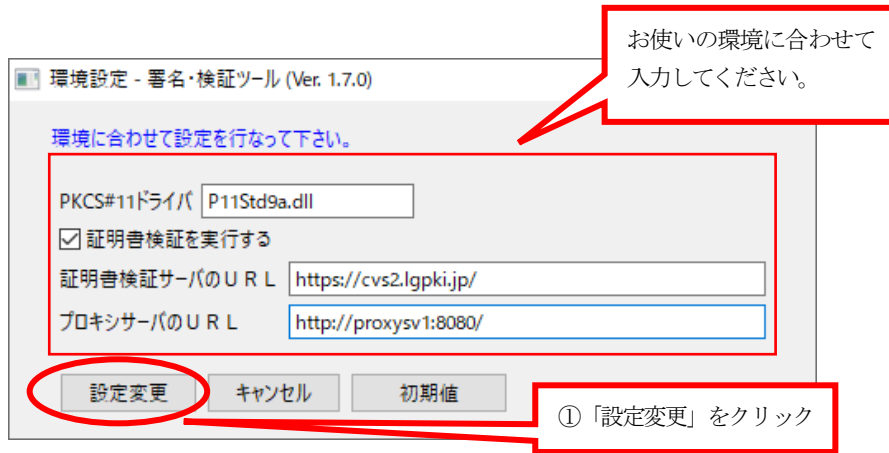 お使いの環境に合わせて
入力してください。
環境設定 - 署名・検証ツール (Ver. 1.7.0)
環境に合わせて設定を行なって下さい。
PKCS#11ドライバ P11Std9a.dll
証明書検証を実行する
証明書検証サーバのＵＲＬ https://cvs2.lgpki.jp/
プロキシサーバのＵＲＬ http://proxysv1:8080/
設定変更 キャンセル 初期値
①「設定変更」をクリック